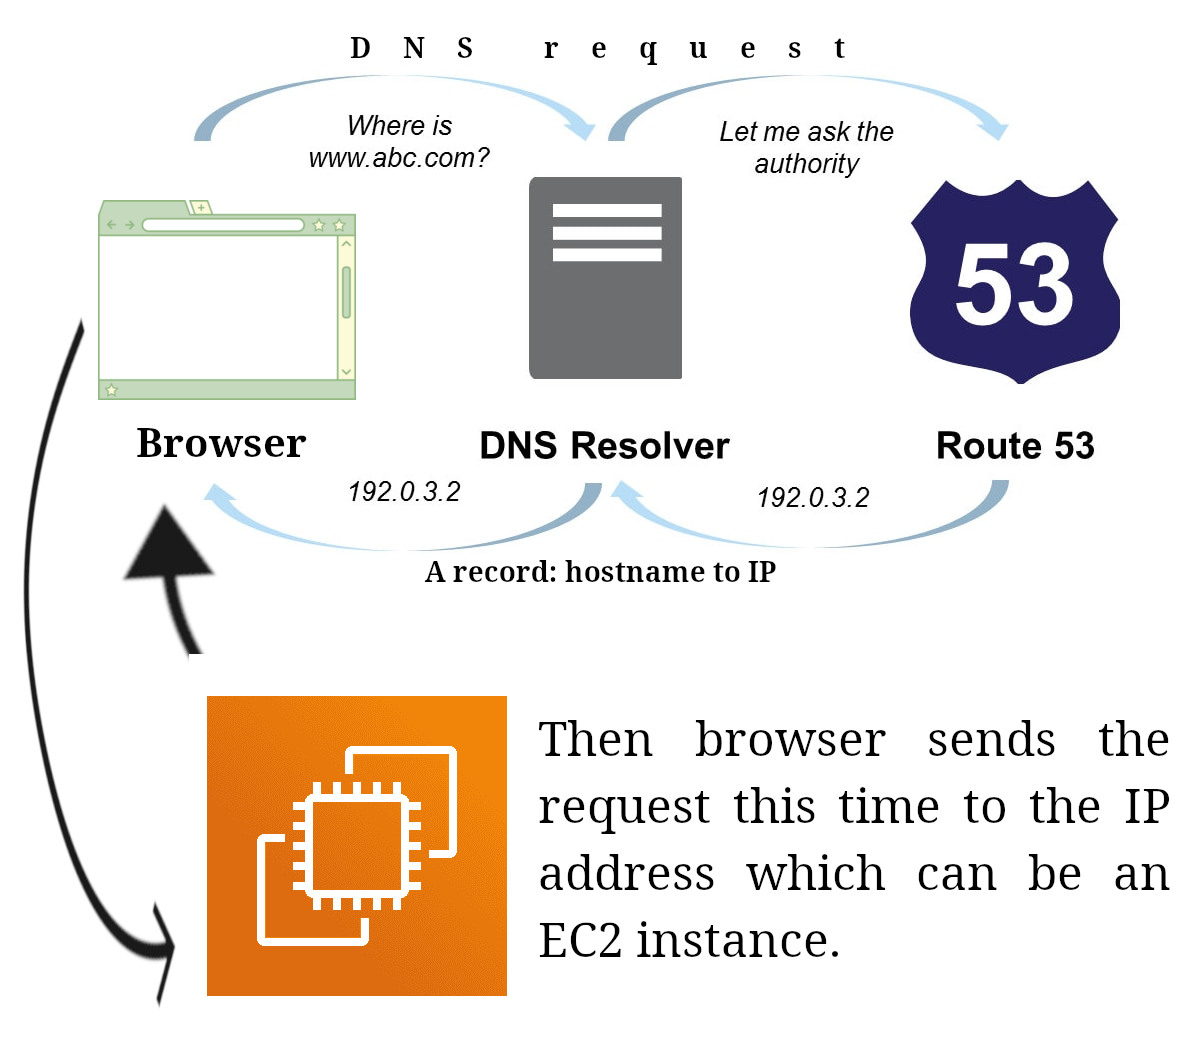 DNS request
Where is
www.abc.com?
Let me ask the
authority
53
Browser
DNS Resolver
Route 53
192.0.3.2
192.0.3.2
A record: hostname to IP
Then browser sends the
request this time to the IP
address which can be an
EC2 instance.